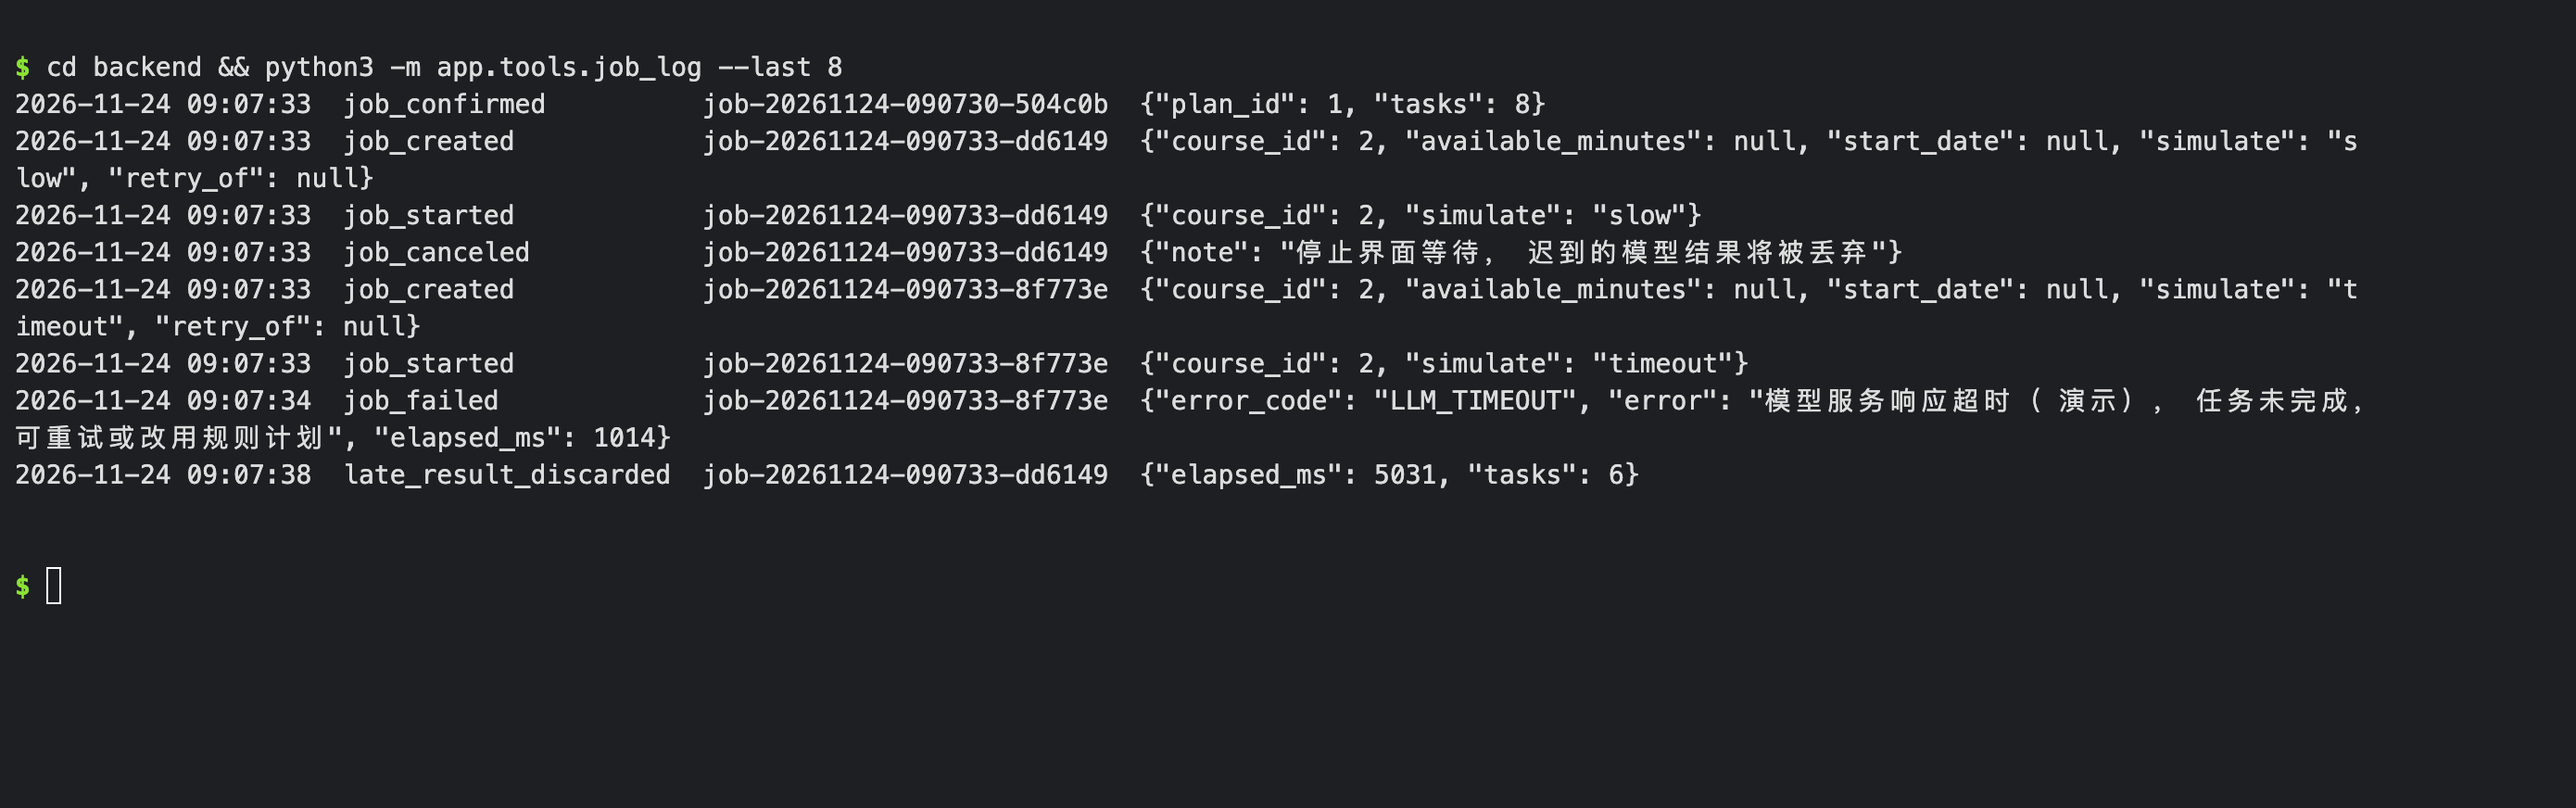 $ cd backend && python3 -m app.tools.job_log --last 8
2026-11-24 09:07:33  job_confirmed          job-20261124-090730-504c0b  {"plan_id": 1, "tasks": 8}
2026-11-24 09:07:33  job_created            job-20261124-090733-dd6149  {"course_id": 2, "available_minutes": null, "start_date": null, "simulate": "s
low", "retry_of": null}
2026-11-24 09:07:33  job_started            job-20261124-090733-dd6149  {"course_id": 2, "simulate": "slow"}
2026-11-24 09:07:33  job_canceled           job-20261124-090733-dd6149  {"note": "停止界面等待，迟到的模型结果将被丢弃"}
2026-11-24 09:07:33  job_created            job-20261124-090733-8f773e  {"course_id": 2, "available_minutes": null, "start_date": null, "simulate": "t
imeout", "retry_of": null}
2026-11-24 09:07:33  job_started            job-20261124-090733-8f773e  {"course_id": 2, "simulate": "timeout"}
2026-11-24 09:07:34  job_failed             job-20261124-090733-8f773e  {"error_code": "LLM_TIMEOUT", "error": "模型服务响应超时（演示），任务未完成，
可重试或改用规则计划", "elapsed_ms": 1014}
2026-11-24 09:07:38  late_result_discarded  job-20261124-090733-dd6149  {"elapsed_ms": 5031, "tasks": 6}
$